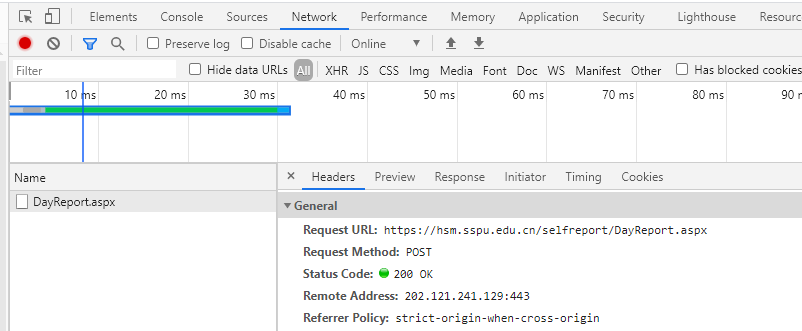 Elements Console Sources Network Performance Memory Application Security Lighthouse Resourc
Preserve log Disable cache Online
Filter Hide data URLs All XHR JS CSS Img Media Font Doc WS Manifest Other Has blocked cookies
10 ms 20 ms 30 ms 40 ms 50 ms 60 ms 70 ms 80 ms 90 m
Name × Headers Preview Response Initiator Timing Cookies
DayReport.aspx
General
Request URL: https://hsm.sspu.edu.cn/selfreport/DayReport.aspx
Request Method: POST
Status Code: 200 OK
Remote Address: 202.121.241.129:443
Referrer Policy: strict-origin-when-cross-origin